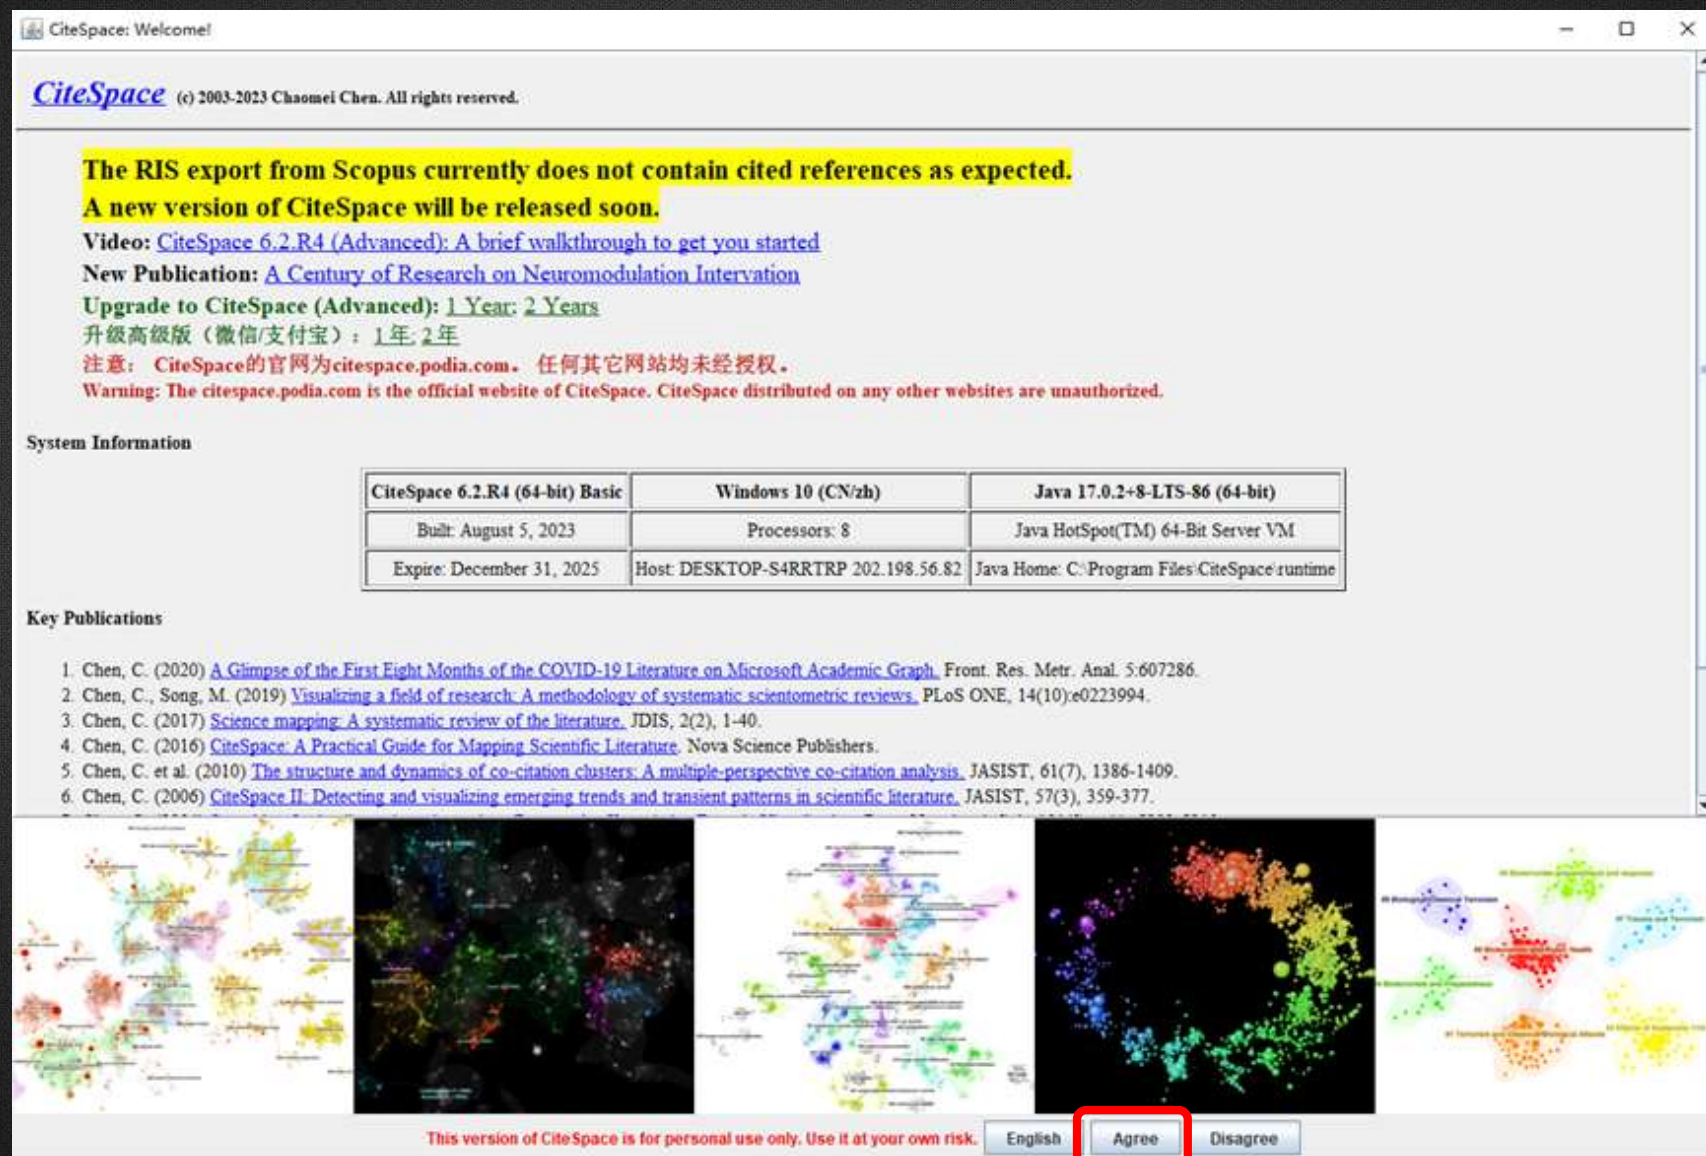 CiteSpace: Welcome!
CiteSpace (c) 2003-2023 Chaomei Chen. All rights reserved.
The RIS export from Scopus currently does not contain cited references as expected.
A new version of CiteSpace will be released soon.
Video: CiteSpace 6.2.R4 (Advanced): A brief walkthrough to get you started
New Publication: A Century of Research on Neuromodulation Intervation
Upgrade to CiteSpace (Advanced): 1 Year; 2 Years
升级高级版（微信/支付宝）：1年; 2年
注意： CiteSpace的官网为citespace.podia.com。 任何其它网站均未经授权。
Warning: The citespace.podia.com is the official website of CiteSpace. CiteSpace distributed on any other websites are unauthorized.
System Information
CiteSpace 6.2.R4 (64-bit) Basic Windows 10 (CN/zh) Java 17.0.2+8-LTS-86 (64-bit)
Built: August 5, 2023 Processors: 8 Java HotSpot(TM) 64-Bit Server VM
Expire: December 31, 2025 Host: DESKTOP-S4RRTRP 202.198.56.82 Java Home: C:\Program Files\CiteSpace\runtime
Key Publications
1. Chen, C. (2020) A Glimpse of the First Eight Months of the COVID-19 Literature on Microsoft Academic Graph. Front. Res. Metr. Anal. 5:607286.
2. Chen, C., Song, M. (2019) Visualizing a field of research: A methodology of systematic scientometric reviews. PLoS ONE, 14(10):e0223994.
3. Chen, C. (2017) Science mapping: A systematic review of the literature. JDIS, 2(2), 1-40.
4. Chen, C. (2016) CiteSpace: A Practical Guide for Mapping Scientific Literature. Nova Science Publishers.
5. Chen, C. et al. (2010) The structure and dynamics of co-citation clusters: A multiple-perspective co-citation analysis. JASIST, 61(7), 1386-1409.
6. Chen, C. (2006) CiteSpace II: Detecting and visualizing emerging trends and transient patterns in scientific literature. JASIST, 57(3), 359-377.
This version of CiteSpace is for personal use only. Use it at your own risk. English Agree Disagree